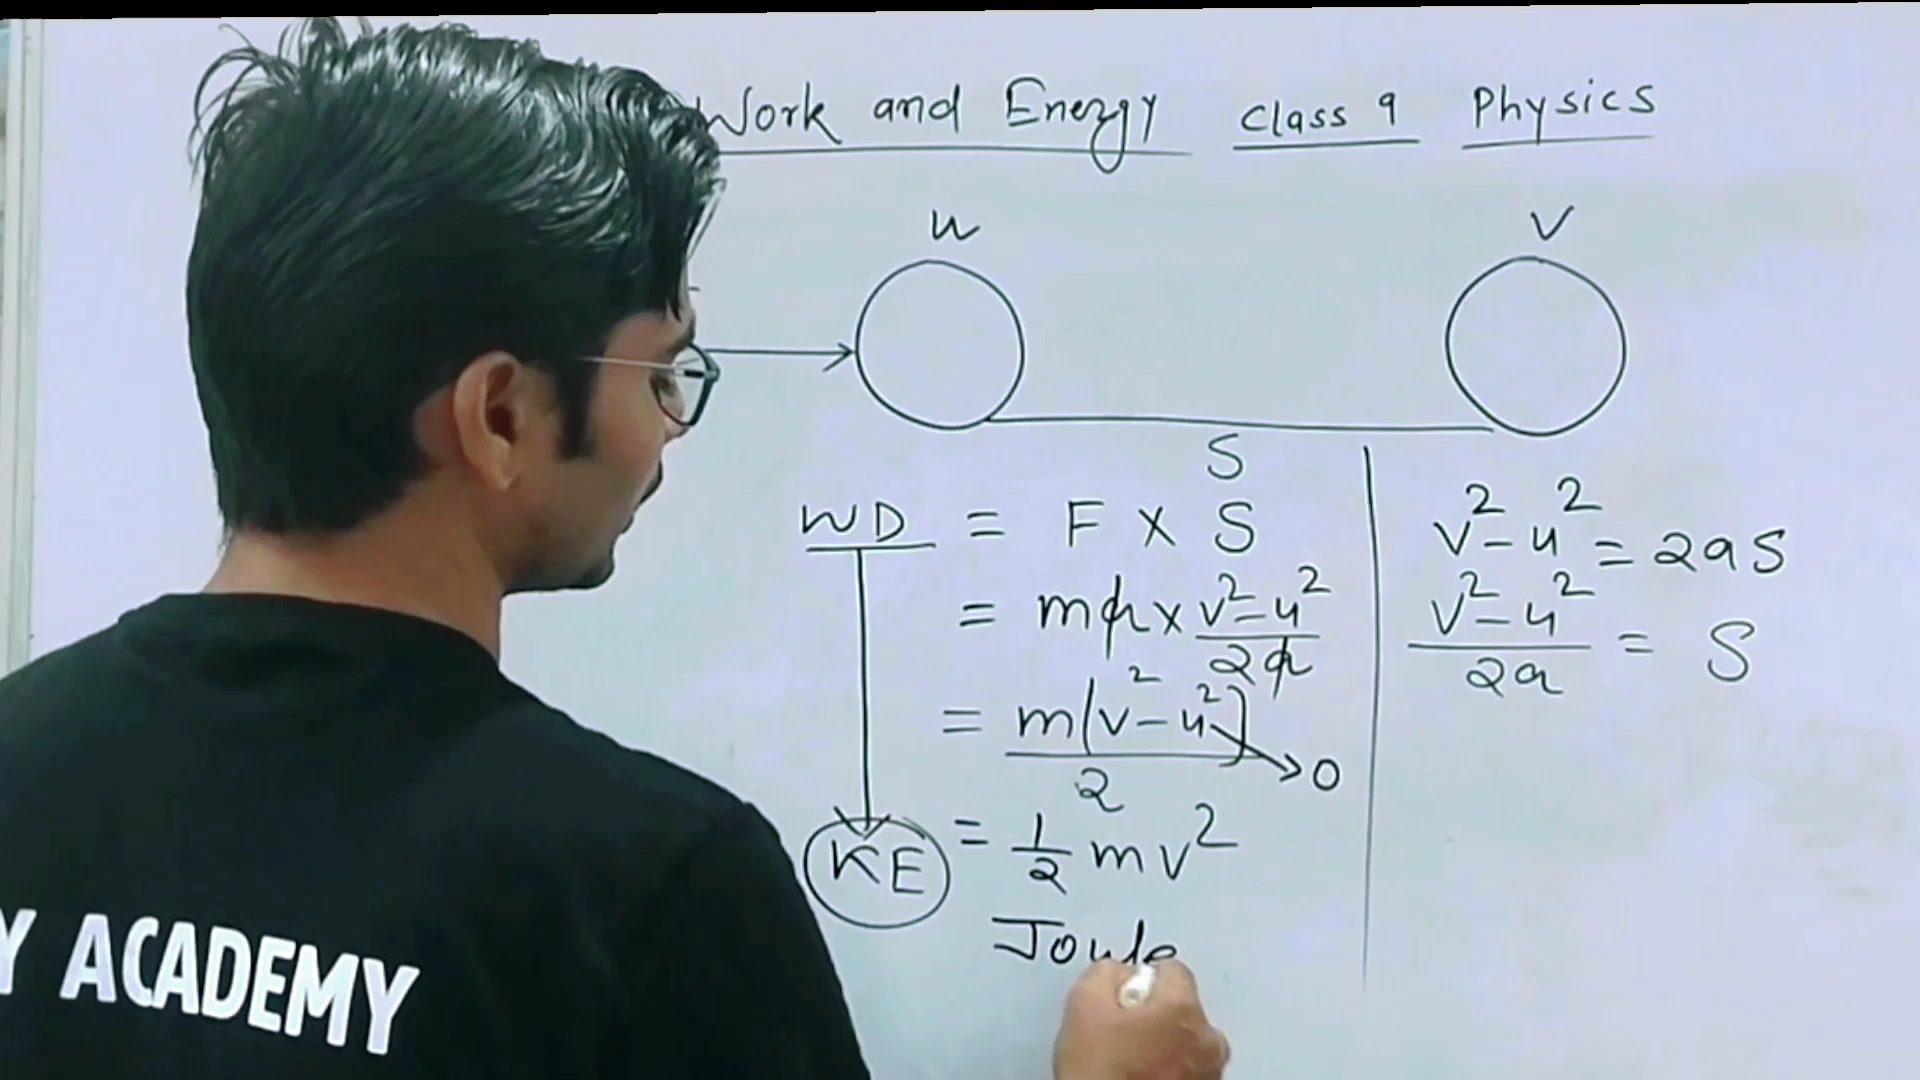 Work and Energy Class 9 Physics
u
v
S
WD = F x S
= ma x v²-u²/2a
= m(v²-u²)/2 → 0
KE = 1/2 mv²
Joule
v²-u² = 2aS
v²-u²/2a = S
Y ACADEMY